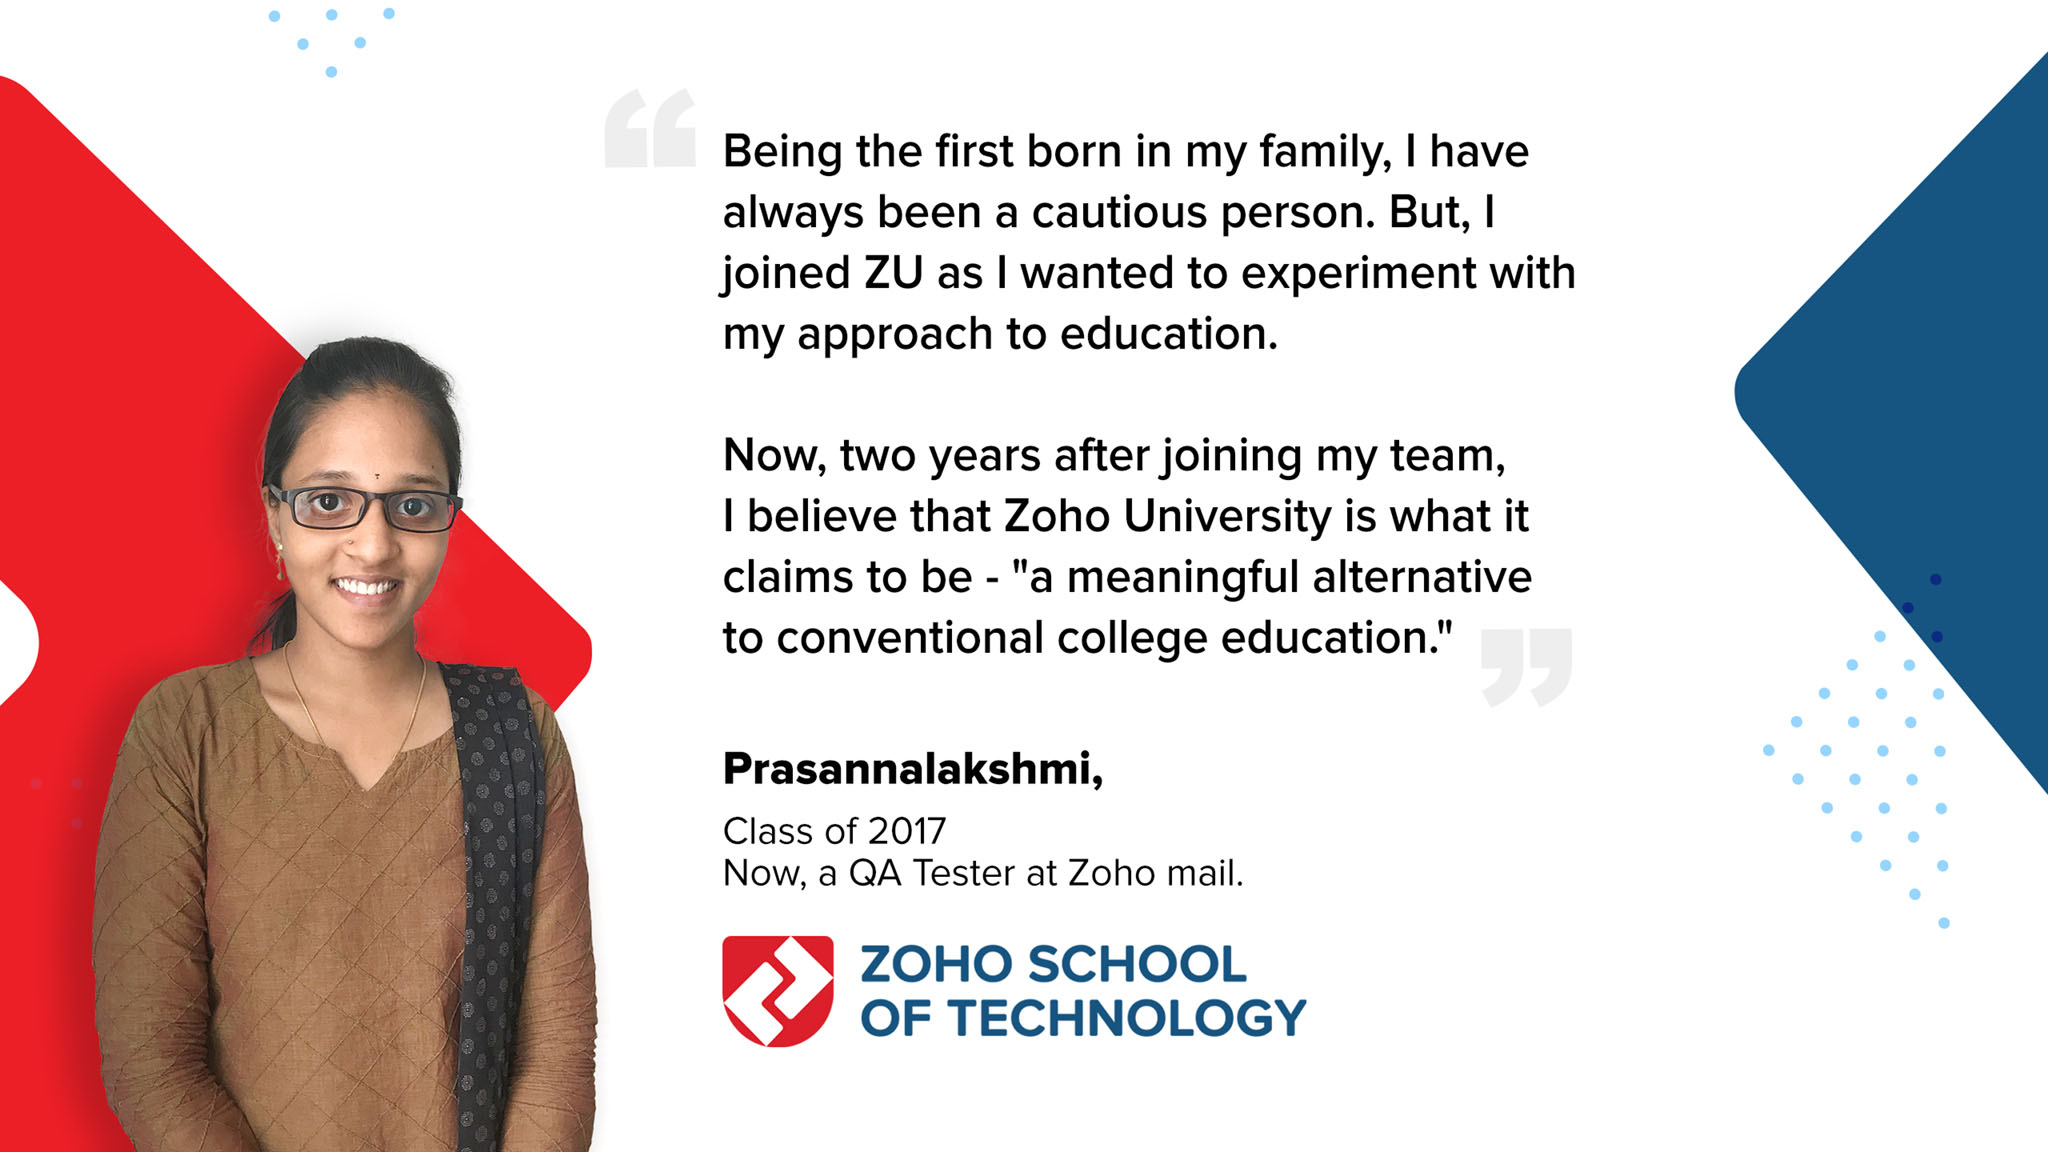 Being the first born in my family, I have
always been a cautious person. But, I
joined ZU as I wanted to experiment with
my approach to education.
Now, two years after joining my team,
I believe that Zoho University is what it
claims to be - "a meaningful alternative
to conventional college education."
Prasannalakshmi,
Class of 2017
Now, a QA Tester at Zoho mail.
ZOHO SCHOOL
OF TECHNOLOGY